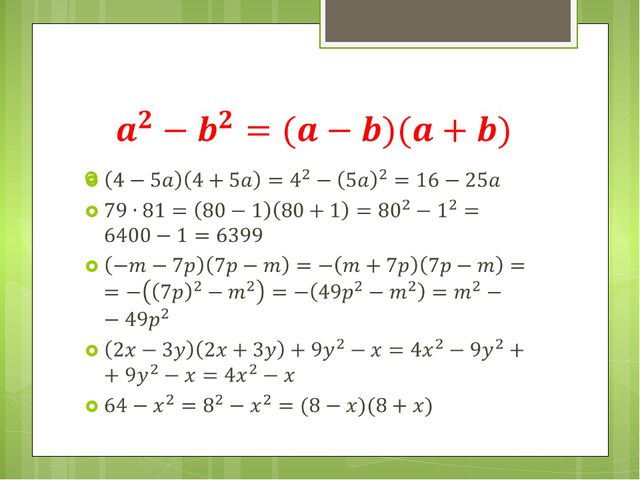 a² − b² = (a − b)(a + b)
(4 − 5a)(4 + 5a) = 4² − (5a)² = 16 − 25a
79 · 81 = (80 − 1)(80 + 1) = 80² − 1² =
6400 − 1 = 6399
(−m − 7p)(7p − m) = −(m + 7p)(7p − m) =
= −((7p)² − m²) = −(49p² − m²) = m² −
− 49p²
(2x − 3y)(2x + 3y) + 9y² − x = 4x² − 9y² +
+ 9y² − x = 4x² − x
64 − x² = 8² − x² = (8 − x)(8 + x)